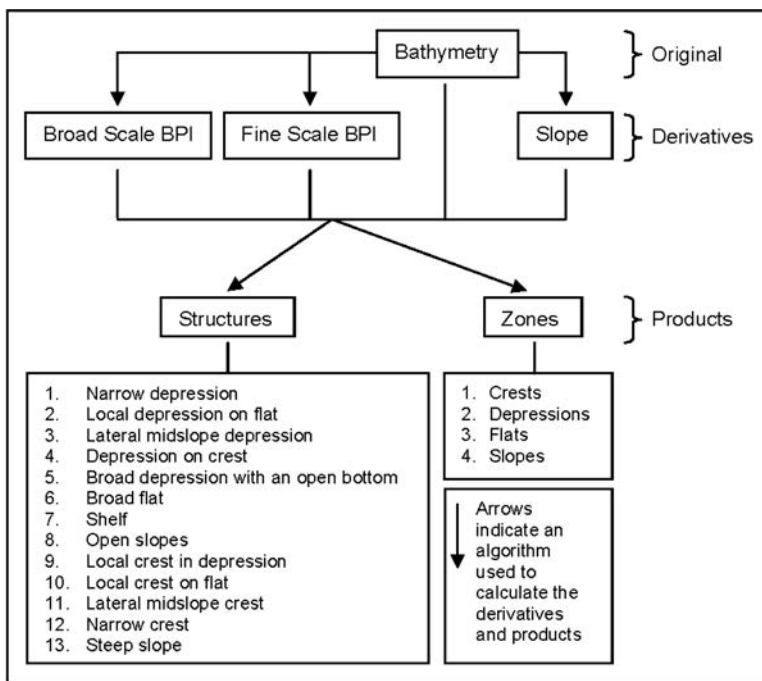 Bathymetry
Original
Broad Scale BPI
Fine Scale BPI
Slope
Derivatives
Structures
Zones
Products
1. Narrow depression
2. Local depression on flat
3. Lateral midslope depression
4. Depression on crest
5. Broad depression with an open bottom
6. Broad flat
7. Shelf
8. Open slopes
9. Local crest in depression
10. Local crest on flat
11. Lateral midslope crest
12. Narrow crest
13. Steep slope
1. Crests
2. Depressions
3. Flats
4. Slopes
Arrows
indicate an
algorithm
used to
calculate the
derivatives
and products